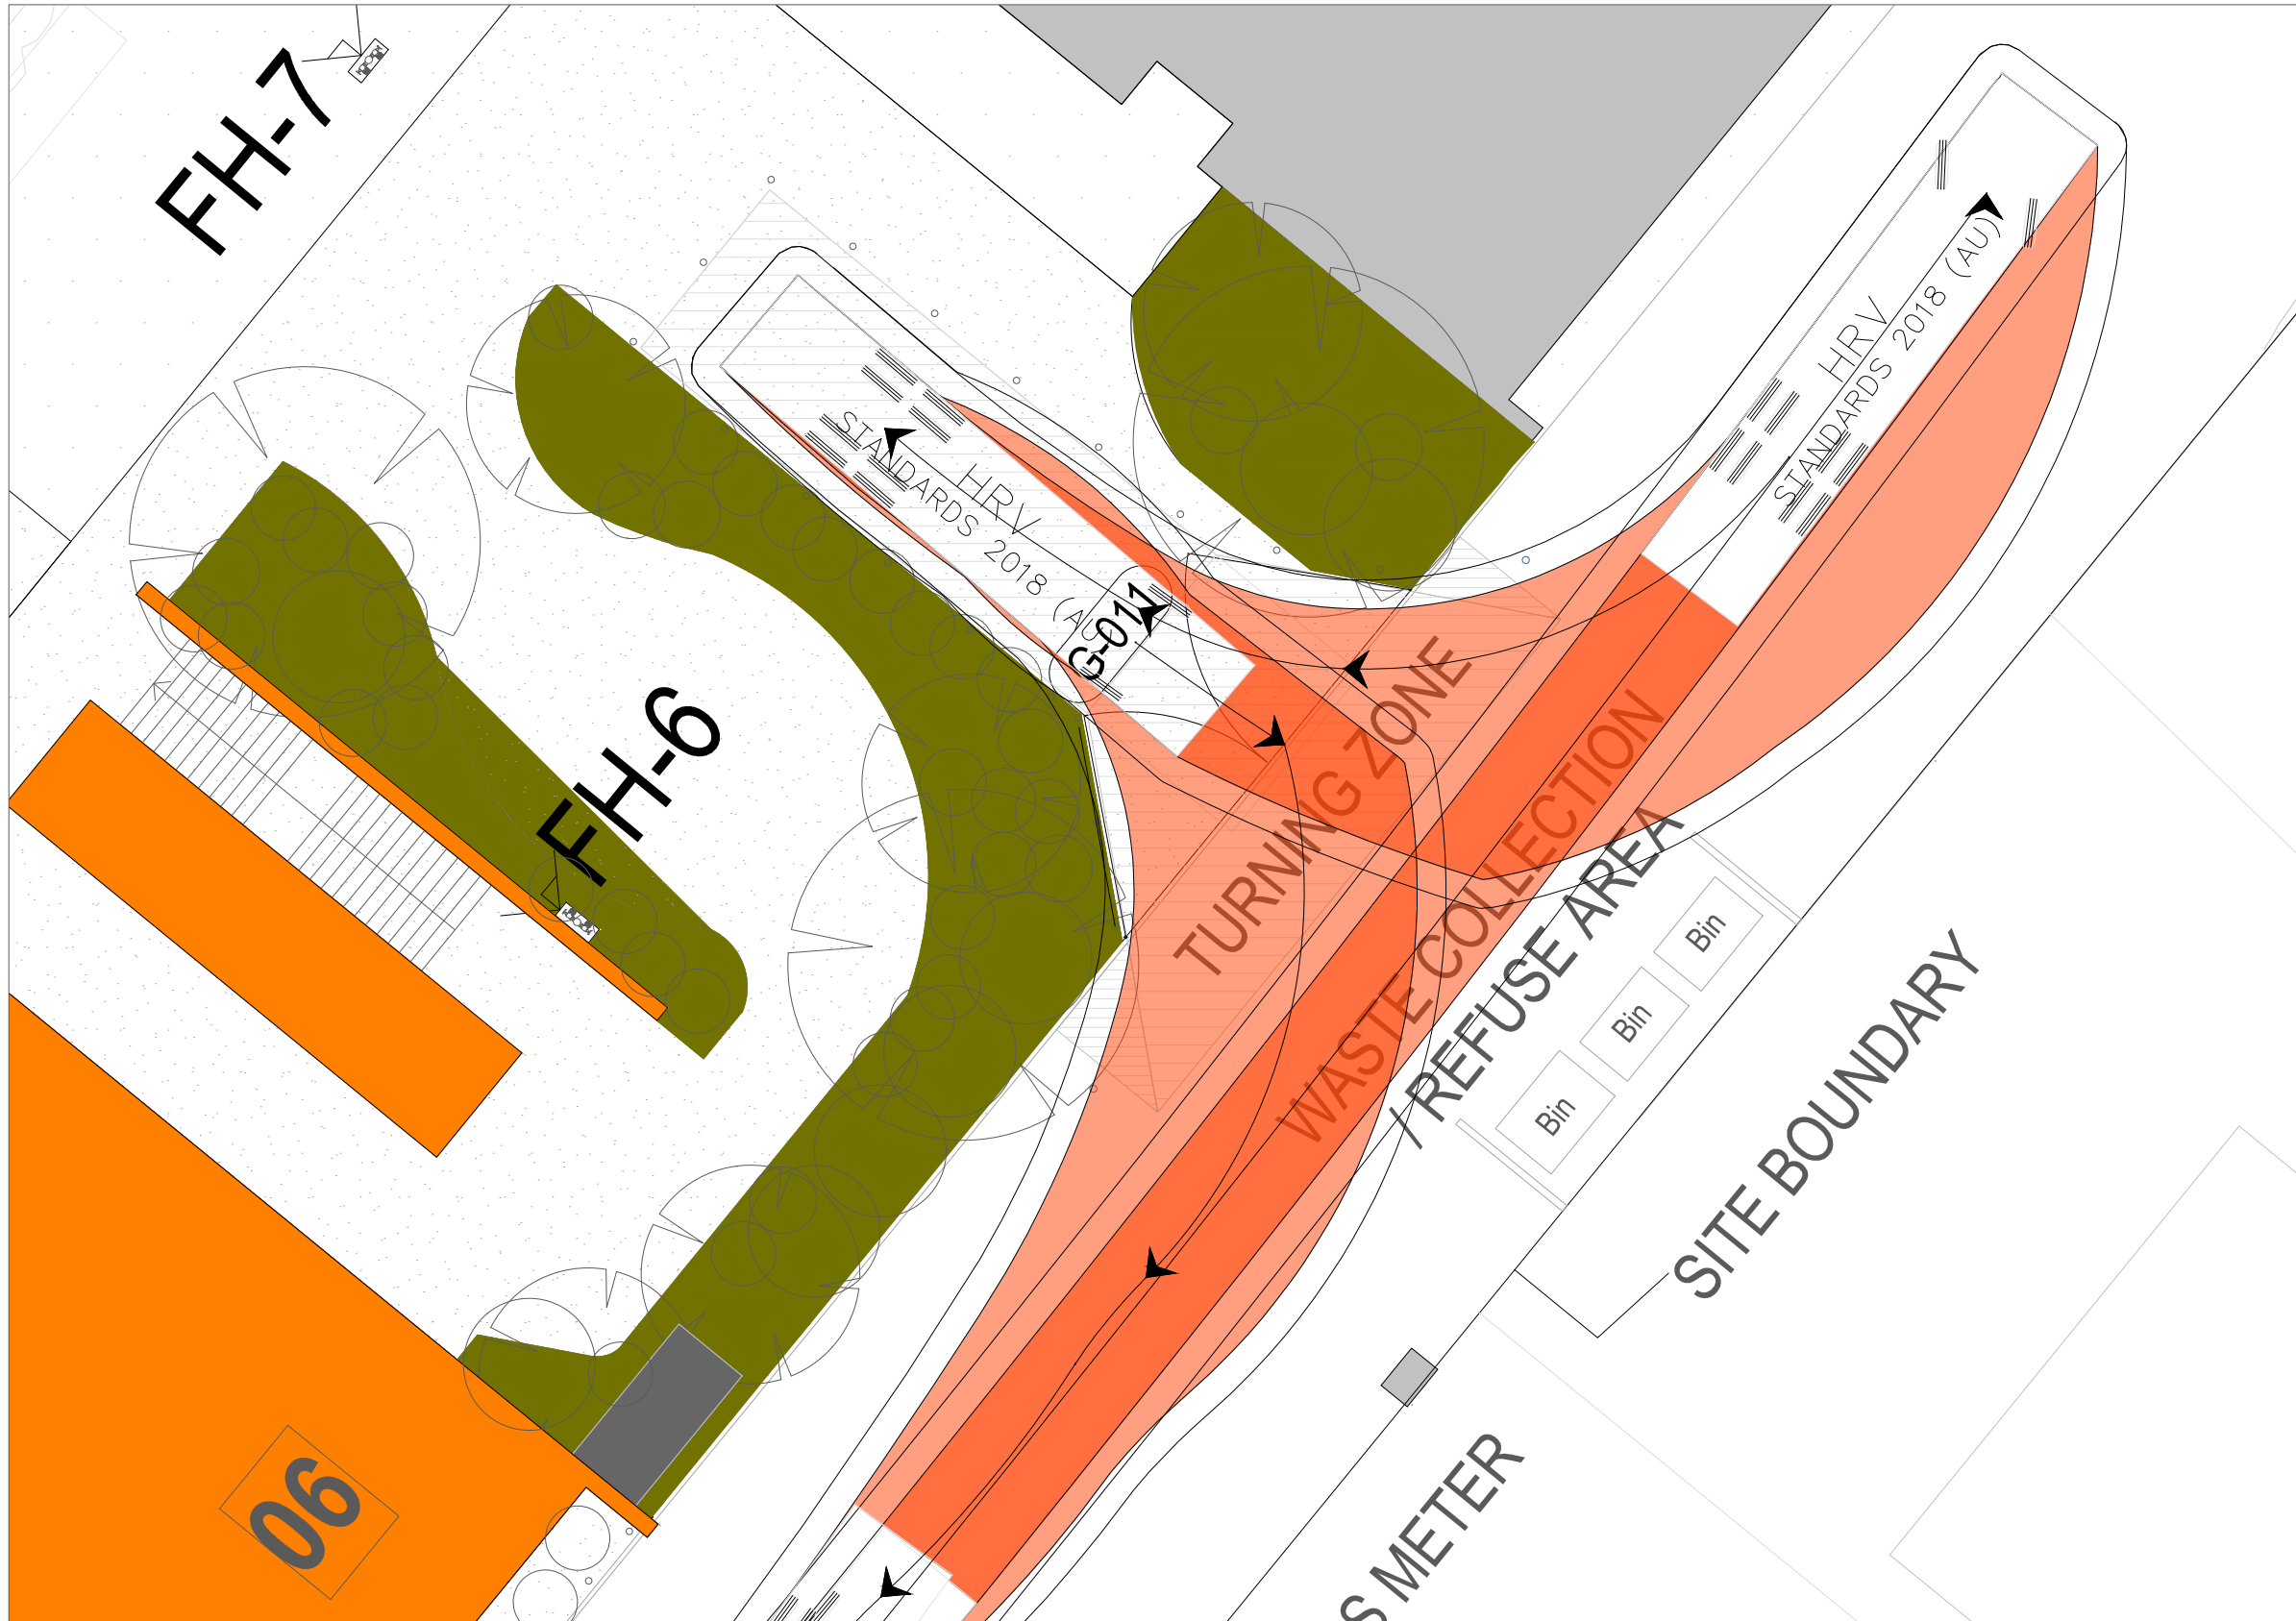 FH-7
HRV
STANDARDS 2018 (AU)
HRV
STANDARDS 2018 (AU)
G-011
FH-6
TURNING ZONE
WASTE COLLECTION
/ REFUSE AREA
Bin
Bin
Bin
SITE BOUNDARY
06
S METER